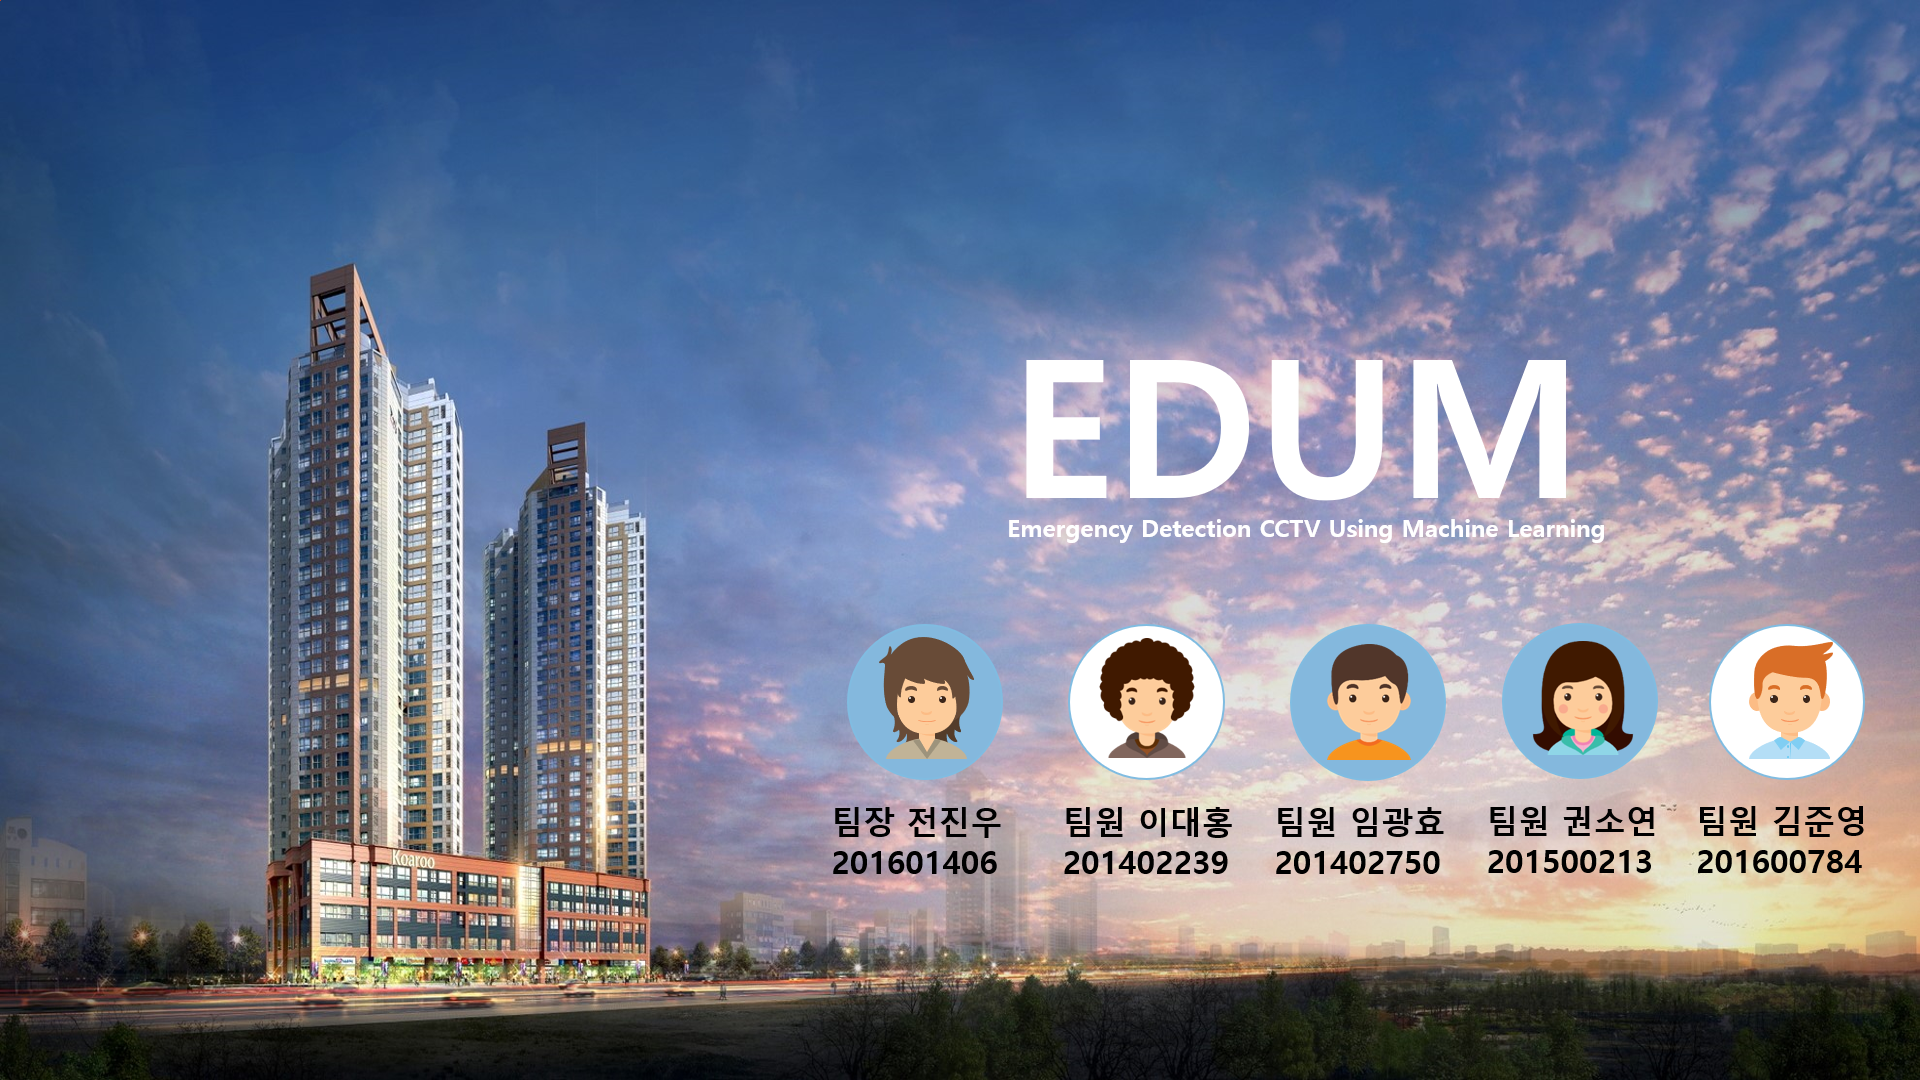 EDUM
Emergency Detection CCTV Using Machine Learning
팀장 전진우
201601406
팀원 이대홍
201402239
팀원 임광효
201402750
팀원 권소연
201500213
팀원 김준영
201600784
Koaroo